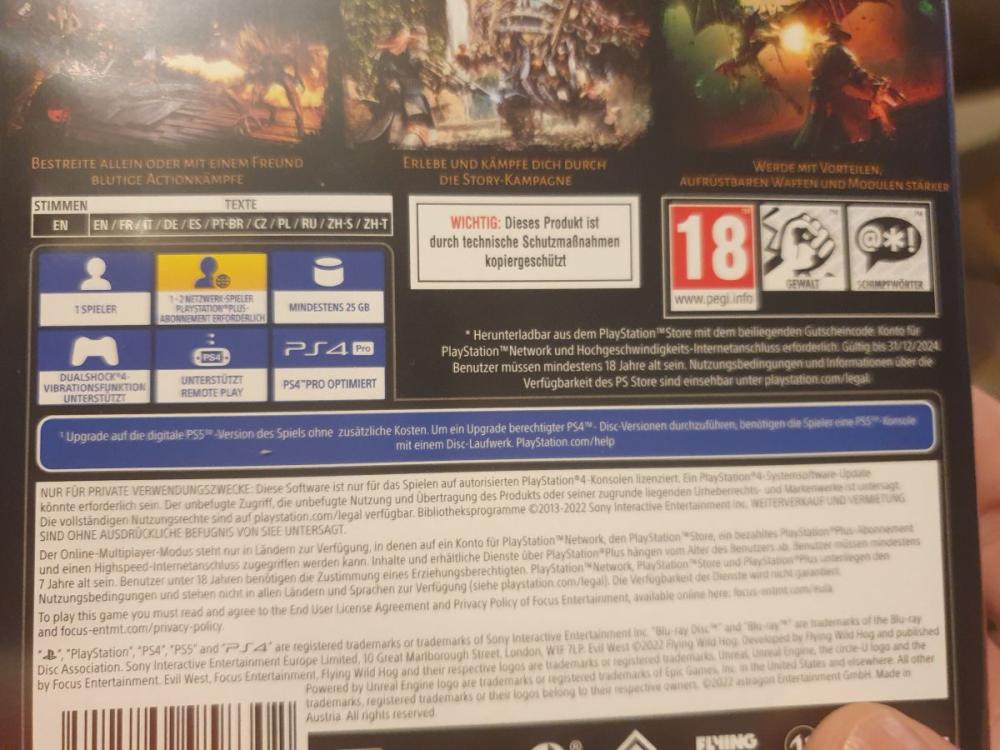 BESTREITE ALLEIN ODER MIT EINEM FREUND
BLUTIGE ACTIONKÄMPFE
ERLEBE UND KÄMPFE DICH DURCH
DIE STORY-KAMPAGNE
WERDE MIT VORTEILEN,
AUFRÜSTBAREN WAFFEN UND MODULEN STÄRKER
STIMMEN TEXTE
EN EN / FR / IT / DE / ES / PT-BR / CZ / PL / RU / ZH-S / ZH-T
WICHTIG: Dieses Produkt ist
durch technische Schutzmaßnahmen
kopiergeschützt
18
www.pegi.info
GEWALT
@*!
SCHIMPFWÖRTER
1 SPIELER
1 - 2 NETZWERK-SPIELER
PLAYSTATION®PLUS-
ABONNEMENT ERFORDERLICH
MINDESTENS 25 GB
DUALSHOCK®4-
VIBRATIONSFUNKTION
UNTERSTÜTZT
PS4
UNTERSTÜTZT
REMOTE PLAY
PS4 Pro
PS4™PRO OPTIMIERT
* Herunterladbar aus dem PlayStation™Store mit dem beiliegenden Gutscheincode. Konto für
PlayStation™Network und Hochgeschwindigkeits-Internetanschluss erforderlich. Gültig bis 31/12/2024.
Benutzer müssen mindestens 18 Jahre alt sein. Nutzungsbedingungen und Informationen über die
Verfügbarkeit des PS Store sind einsehbar unter playstation.com/legal.
¹ Upgrade auf die digitale PS5™-Version des Spiels ohne zusätzliche Kosten. Um ein Upgrade berechtigter PS4™- Disc-Versionen durchzuführen, benötigen die Spieler eine PS5™-Konsole
mit einem Disc-Laufwerk. PlayStation.com/help
NUR FÜR PRIVATE VERWENDUNGSZWECKE: Diese Software ist nur für das Spielen auf autorisierten PlayStation®4-Konsolen lizenziert. Ein PlayStation®4-Systemsoftware-Update
könnte erforderlich sein. Der unbefugte Zugriff, die unbefugte Nutzung und Übertragung des Produkts oder seiner zugrunde liegenden Urheberrechts- und Markenwerke ist untersagt.
Die vollständigen Nutzungsrechte sind auf playstation.com/legal verfügbar. Bibliotheksprogramme ©2013-2022 Sony Interactive Entertainment Inc. WEITERVERKAUF UND VERMIETUNG
SIND OHNE AUSDRÜCKLICHE BEFUGNIS VON SIEE UNTERSAGT.
Der Online-Multiplayer-Modus steht nur in Ländern zur Verfügung, in denen auf ein Konto für PlayStation™Network, den PlayStation™Store, ein bezahltes PlayStation®Plus-Abonnement
und einen Highspeed-Internetanschluss zugegriffen werden kann. Inhalte und erhältliche Dienste über PlayStation®Plus hängen vom Alter des Benutzers ab. Benutzer müssen mindestens
7 Jahre alt sein. Benutzer unter 18 Jahren benötigen die Zustimmung eines Erziehungsberechtigten. PlayStation™Network, PlayStation™Store und PlayStation®Plus unterliegen den
Nutzungsbedingungen und stehen nicht in allen Ländern und Sprachen zur Verfügung (siehe playstation.com/legal). Die Verfügbarkeit der Dienste wird nicht garantiert.
To play this game you must read and agree to the End User License Agreement and Privacy Policy of Focus Entertainment, available online here: focus-entmt.com/eula
and focus-entmt.com/privacy-policy.
"PlayStation", "PS4", "PS5" and "PS4" are registered trademarks or trademarks of Sony Interactive Entertainment Inc. "Blu-ray Disc™" and "Blu-ray™" are trademarks of the Blu-ray
Disc Association. Sony Interactive Entertainment Europe Limited, 10 Great Marlborough Street, London, W1F 7LP. Evil West ©2022 Flying Wild Hog. Developed by Flying Wild Hog and published
by Focus Entertainment. Evil West, Focus Entertainment, Flying Wild Hog and their respective logos are trademarks or registered trademarks. Unreal, Unreal Engine, the circle-U logo and the
Powered by Unreal Engine logo are trademarks or registered trademarks of Epic Games, Inc. in the United States and elsewhere. All other
trademarks, registered trademarks or their logos belong to their respective owners. ©2022 astragon Entertainment GmbH. Made in
Austria. All rights reserved.
FLYING